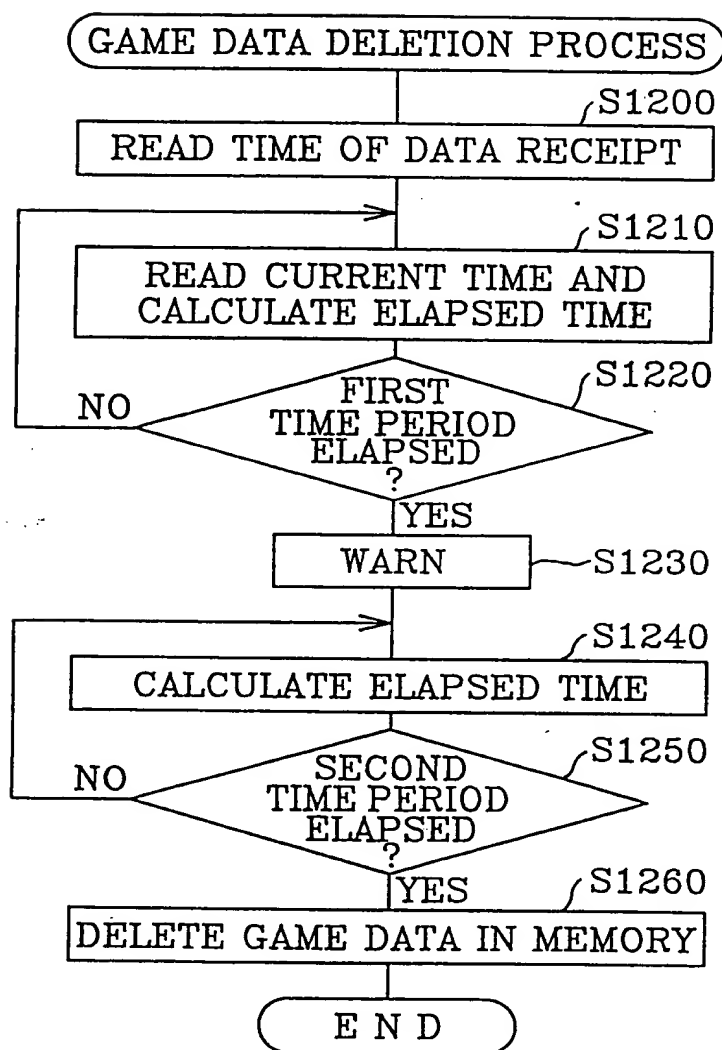 GAME DATA DELETION PROCESS
S1200
READ TIME OF DATA RECEIPT
S1210
READ CURRENT TIME AND
CALCULATE ELAPSED TIME
S1220
FIRST
TIME PERIOD
ELAPSED
?
NO
YES
WARN
S1230
S1240
CALCULATE ELAPSED TIME
S1250
SECOND
TIME PERIOD
ELAPSED
?
NO
YES
S1260
DELETE GAME DATA IN MEMORY
END